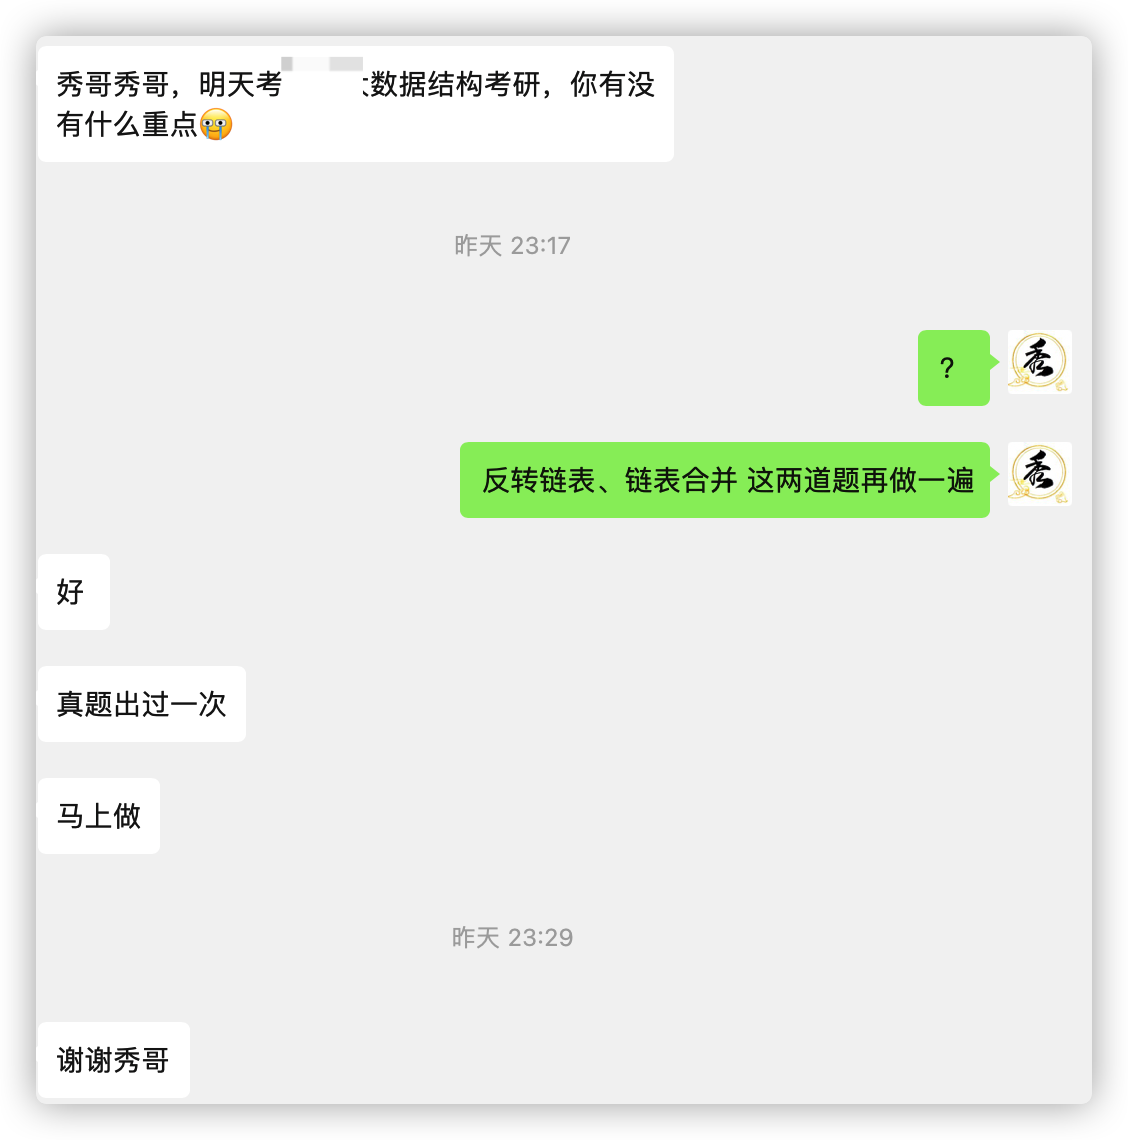 秀哥秀哥，明天考 数据结构考研，你有没
有什么重点😭
昨天 23:17
？
秀
反转链表、链表合并 这两道题再做一遍
秀
好
真题出过一次
马上做
昨天 23:29
谢谢秀哥